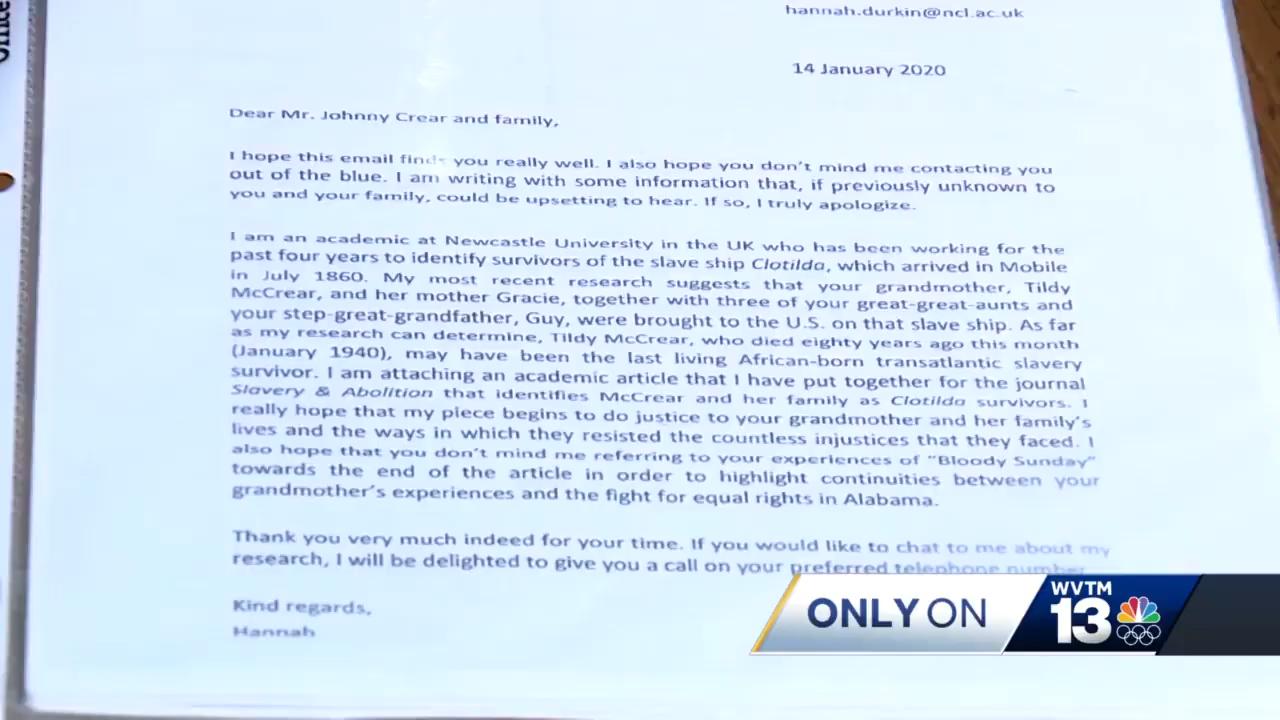 Office
hannah.durkin@ncl.ac.uk
14 January 2020
Dear Mr. Johnny Crear and family,
I hope this email finds you really well. I also hope you don't mind me contacting you
out of the blue. I am writing with some information that, if previously unknown to
you and your family, could be upsetting to hear. If so, I truly apologize.
I am an academic at Newcastle University in the UK who has been working for the
past four years to identify survivors of the slave ship Clotilda, which arrived in Mobile
in July 1860. My most recent research suggests that your grandmother, Tildy
McCrear, and her mother Gracie, together with three of your great-great-aunts and
your step-great-grandfather, Guy, were brought to the U.S. on that slave ship. As far
as my research can determine, Tildy McCrear, who died eighty years ago this month
(January 1940), may have been the last living African-born transatlantic slavery
survivor. I am attaching an academic article that I have put together for the journal
Slavery & Abolition that identifies McCrear and her family as Clotilda survivors. I
really hope that my piece begins to do justice to your grandmother and her family's
lives and the ways in which they resisted the countless injustices that they faced. I
also hope that you don't mind me referring to your experiences of "Bloody Sunday"
towards the end of the article in order to highlight continuities between your
grandmother's experiences and the fight for equal rights in Alabama.
Thank you very much indeed for your time. If you would like to chat to me about my
research, I will be delighted to give you a call on your preferred telephone number
Kind regards,
Hannah
ONLY ON
WVTM
13